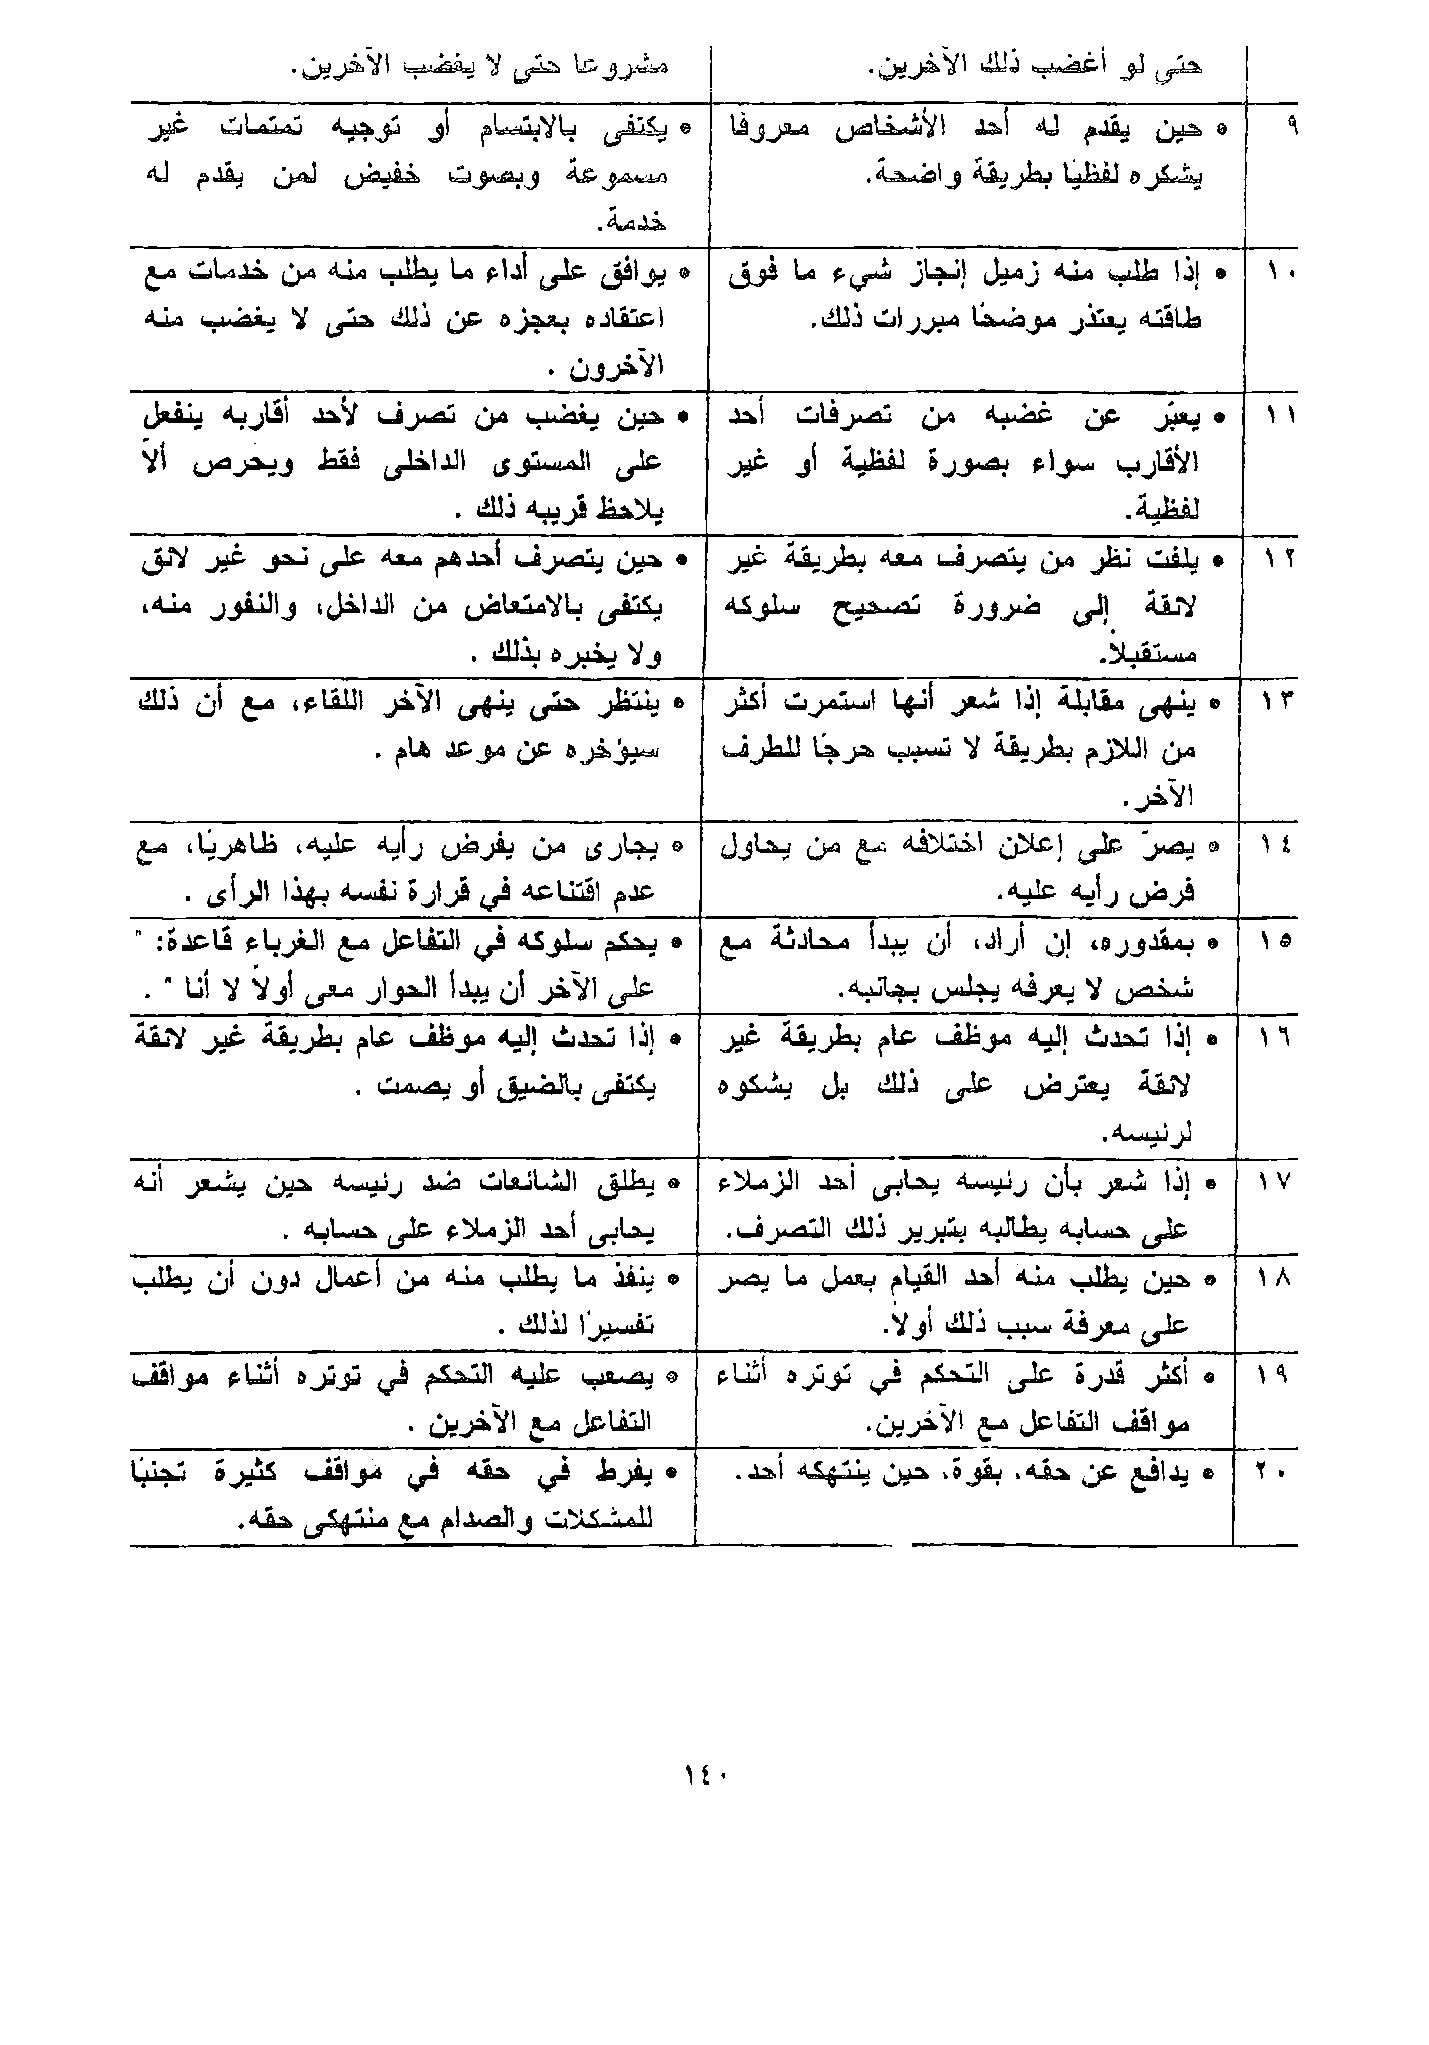 حتى لو أغضب ذلك الآخرين.
مشروعا حتى لا يغضب الآخرين.
٩
• حين يقدم له أحد الأشخاص معروفًا
يشكره لفظيًا بطريقة واضحة.
• يكتفى بالابتسام أو توجيه تمتمات غير
مسموعة وبصوت خفيض لمن يقدم له
خدمة.
١٠
• إذا طلب منه زميل إنجاز شيء ما فوق
طاقته يعتذر موضحًا مبررات ذلك.
• يوافق على أداء ما يطلب منه من خدمات مع
اعتقاده بعجزه عن ذلك حتى لا يغضب منه
الآخرون .
١١
• يعبّر عن غضبه من تصرفات أحد
الأقارب سواء بصورة لفظية أو غير
لفظية.
• حين يغضب من تصرف لأحد أقاربه ينفعل
على المستوى الداخلى فقط ويحرص ألاّ
يلاحظ قريبه ذلك .
١٢
• يلفت نظر من يتصرف معه بطريقة غير
لائقة إلى ضرورة تصحيح سلوكه
مستقبلاً.
• حين يتصرف أحدهم معه على نحو غير لائق
يكتفى بالامتعاض من الداخل، والنفور منه،
ولا يخبره بذلك .
١٣
• ينهى مقابلة إذا شعر أنها استمرت أكثر
من اللازم بطريقة لا تسبب حرجًا للطرف
الآخر.
• ينتظر حتى ينهى الآخر اللقاء، مع أن ذلك
سيؤخره عن موعد هام .
١٤
• يصرّ على إعلان اختلافه مع من يحاول
فرض رأيه عليه.
• يجارى من يفرض رأيه عليه، ظاهريًا، مع
عدم اقتناعه في قرارة نفسه بهذا الرأى .
١٥
• بمقدوره، إن أراد، أن يبدأ محادثة مع
شخص لا يعرفه يجلس بجانبه.
• يحكم سلوكه في التفاعل مع الغرباء قاعدة: "
على الآخر أن يبدأ الحوار معى أولاً لا أنا " .
١٦
• إذا تحدث إليه موظف عام بطريقة غير
لائقة يعترض على ذلك بل يشكوه
لرئيسه.
• إذا تحدث إليه موظف عام بطريقة غير لائقة
يكتفى بالضيق أو يصمت .
١٧
• إذا شعر بأن رئيسه يحابى أحد الزملاء
على حسابه يطالبه بتبرير ذلك التصرف.
• يطلق الشائعات ضد رئيسه حين يشعر أنه
يحابى أحد الزملاء على حسابه .
١٨
• حين يطلب منه أحد القيام بعمل ما يصر
على معرفة سبب ذلك أولاً.
• ينفذ ما يطلب منه من أعمال دون أن يطلب
تفسيرًا لذلك .
١٩
• أكثر قدرة على التحكم في توتره أثناء
مواقف التفاعل مع الآخرين.
• يصعب عليه التحكم في توتره أثناء مواقف
التفاعل مع الآخرين .
٢٠
• يدافع عن حقه، بقوة، حين ينتهكه أحد.
• يفرط في حقه في مواقف كثيرة تجنبًا
للمشكلات والصدام مع منتهكى حقه.
١٤٠